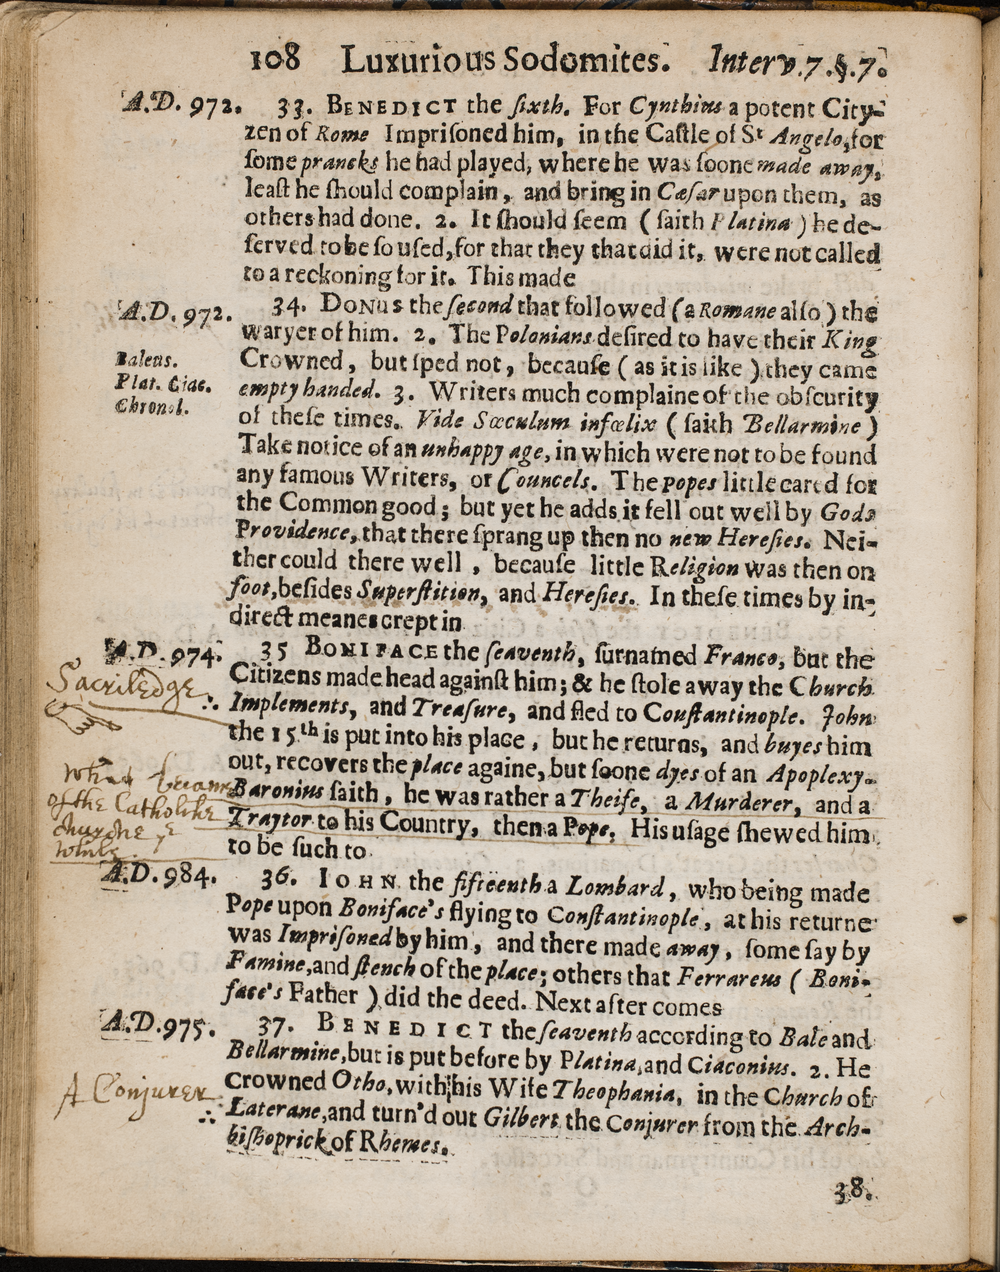 108 Luxurious Sodomites. Interv. 7. §. 7.
A.D. 972. 33. BENEDICT the ſixth. For Cynthius a potent City-
zen of Rome Impriſoned him, in the Caſtle of St Angelo, for
ſome prancks he had played, where he was ſoone made away,
leaſt he ſhould complain, and bring in Cæſar upon them, as
others had done. 2. It ſhould ſeem (ſaith Platina) he de-
ſerved to be ſo uſed, for that they that did it, were not called
to a reckoning for it. This made
A.D. 972. 34. DONUS the ſecond that followed (a Romane alſo) the
waryer of him. 2. The Polonians deſired to have their King
Baleus.
Plat. Ciac.
Chronol.
Crowned, but ſped not, becauſe (as it is like) they came
empty handed. 3. Writers much complaine of the obſcurity
of theſe times. Vide Sœculum infœlix (ſaith Bellarmine)
Take notice of an unhappy age, in which were not to be found
any famous Writers, or Councels. The popes little cared for
the Common good; but yet he adds it fell out well by Gods
Providence, that there ſprang up then no new Hereſies. Nei-
ther could there well, becauſe little Religion was then on
foot, beſides Superſtition, and Hereſies. In theſe times by in-
direct meanes crept in
A.D. 974. 35 BONIFACE the ſeaventh, ſurnamed Franco, but the
Sacriledge
Citizens made head againſt him; & he ſtole away the Church
Implements, and Treaſure, and fled to Couſtantinople. John
the 15th is put into his place, but he returns, and buyes him
out, recovers the place againe, but ſoone dyes of an Apoplexy.
what became
of the Catholike
churche ye
while
Baronius ſaith, he was rather a Theife, a Murderer, and a
Traytor to his Country, then a Pope. His uſage ſhewed him
to be ſuch to
A.D. 984. 36. IOHN the fifteenth a Lombard, who being made
Pope upon Boniface's flying to Conſtantinople, at his returne
was Impriſoned by him, and there made away, ſome ſay by
Famine, and ſtench of the place; others that Ferrareus (Boni-
face's Father) did the deed. Next after comes
A.D. 975. 37. BENEDICT the ſeaventh according to Bale and
Bellarmine, but is put before by Platina, and Ciaconius. 2. He
A Conjurer
Crowned Otho, with his Wife Theophania, in the Church of
Laterane, and turn'd out Gilbert the Conjurer from the Arch-
biſhoprick of Rhemes.
38.